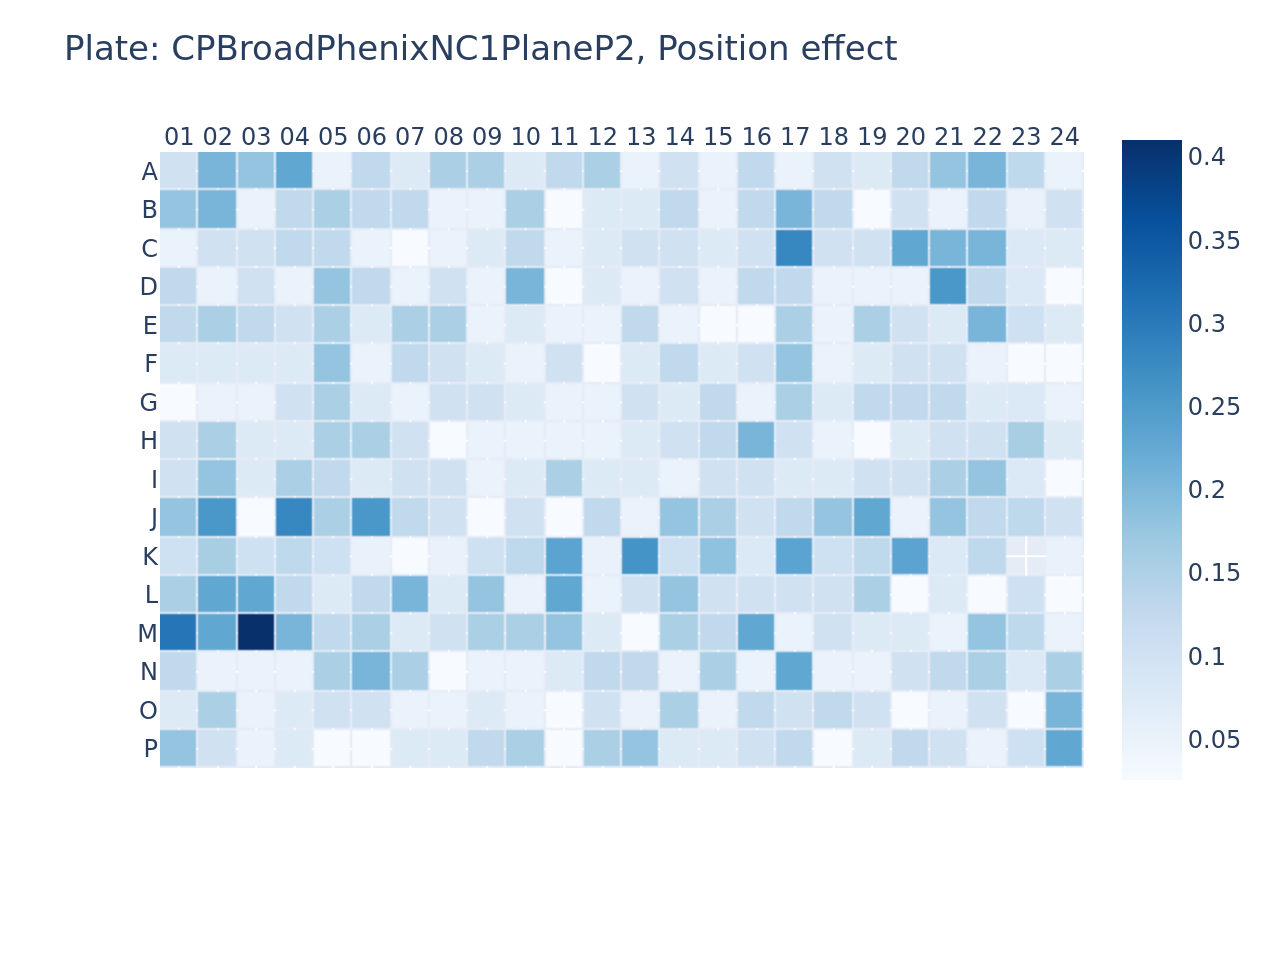 Plate: CPBroadPhenixNC1PlaneP2, Position effect
01 02 03 04 05 06 07 08 09 10 11 12 13 14 15 16 17 18 19 20 21 22 23 24
A
B
C
D
E
F
G
H
I
J
K
L
M
N
O
P
0.4
0.35
0.3
0.25
0.2
0.15
0.1
0.05